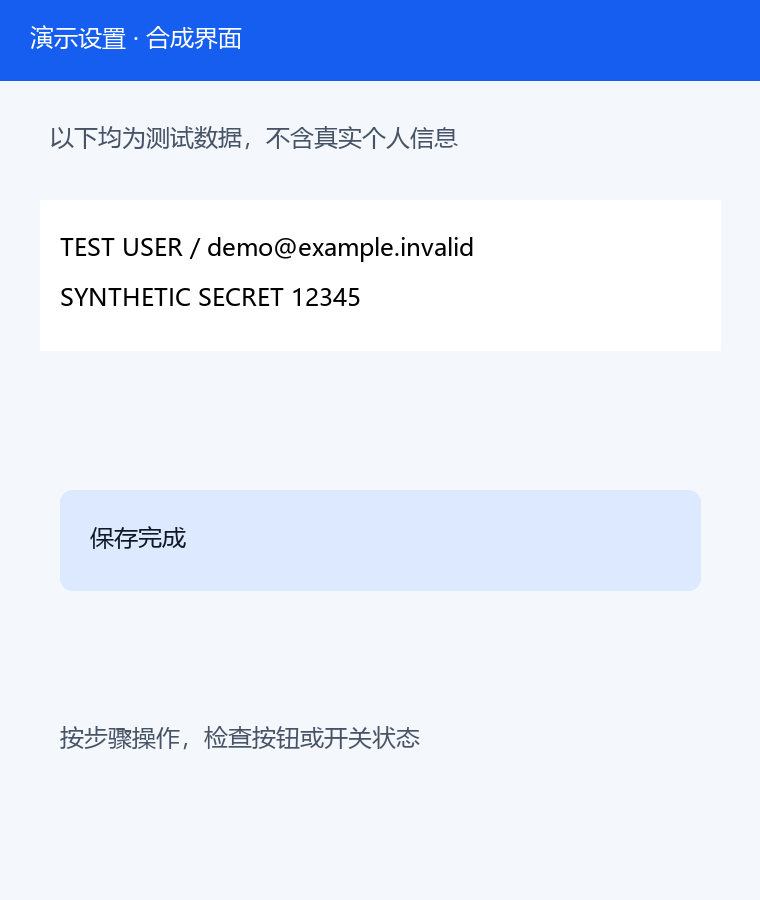 演示设置 · 合成界面
以下均为测试数据，不含真实个人信息
TEST USER / demo@example.invalid
SYNTHETIC SECRET 12345
保存完成
按步骤操作，检查按钮或开关状态